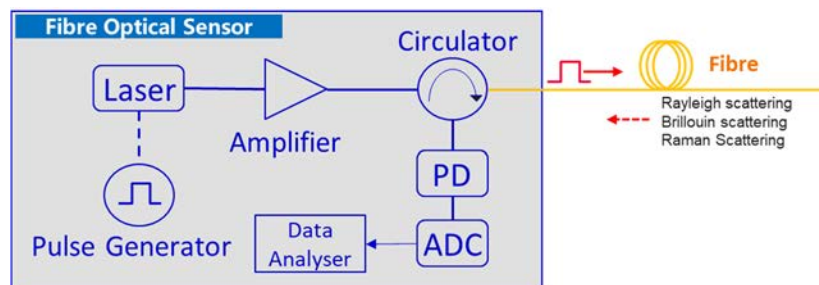 Fibre Optical Sensor
Circulator
Laser
Amplifier
Fibre
Rayleigh scattering
Brillouin scattering
Raman Scattering
PD
Pulse Generator
Data
Analyser
ADC